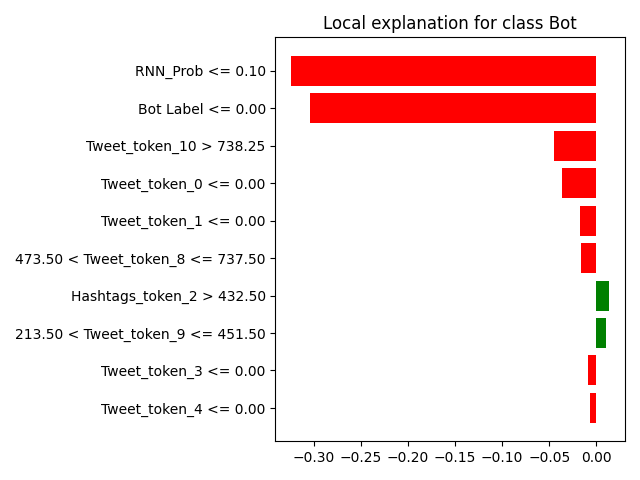 Local explanation for class Bot
RNN_Prob <= 0.10
Bot Label <= 0.00
Tweet_token_10 > 738.25
Tweet_token_0 <= 0.00
Tweet_token_1 <= 0.00
473.50 < Tweet_token_8 <= 737.50
Hashtags_token_2 > 432.50
213.50 < Tweet_token_9 <= 451.50
Tweet_token_3 <= 0.00
Tweet_token_4 <= 0.00
−0.30 −0.25 −0.20 −0.15 −0.10 −0.05 0.00